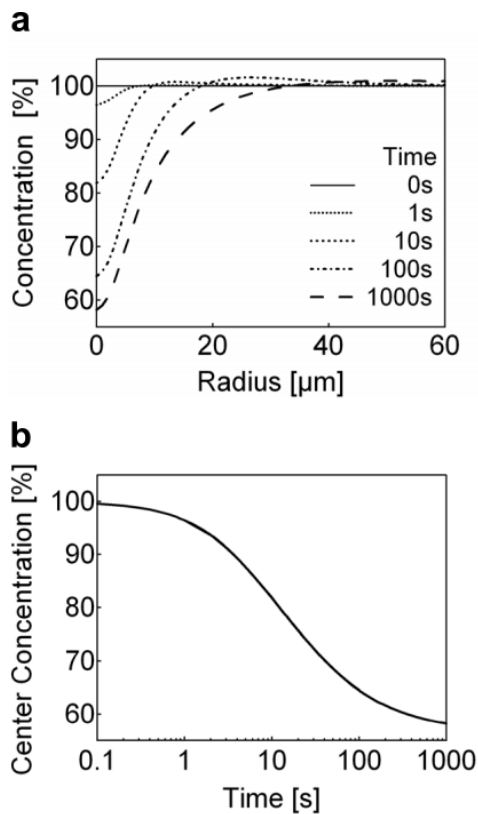 a
Concentration [%]
100
90
80
70
60
Time
0s
1s
10s
100s
1000s
0 20 40 60
Radius [µm]
b
Center Concentration [%]
100
90
80
70
60
0.1 1 10 100 1000
Time [s]